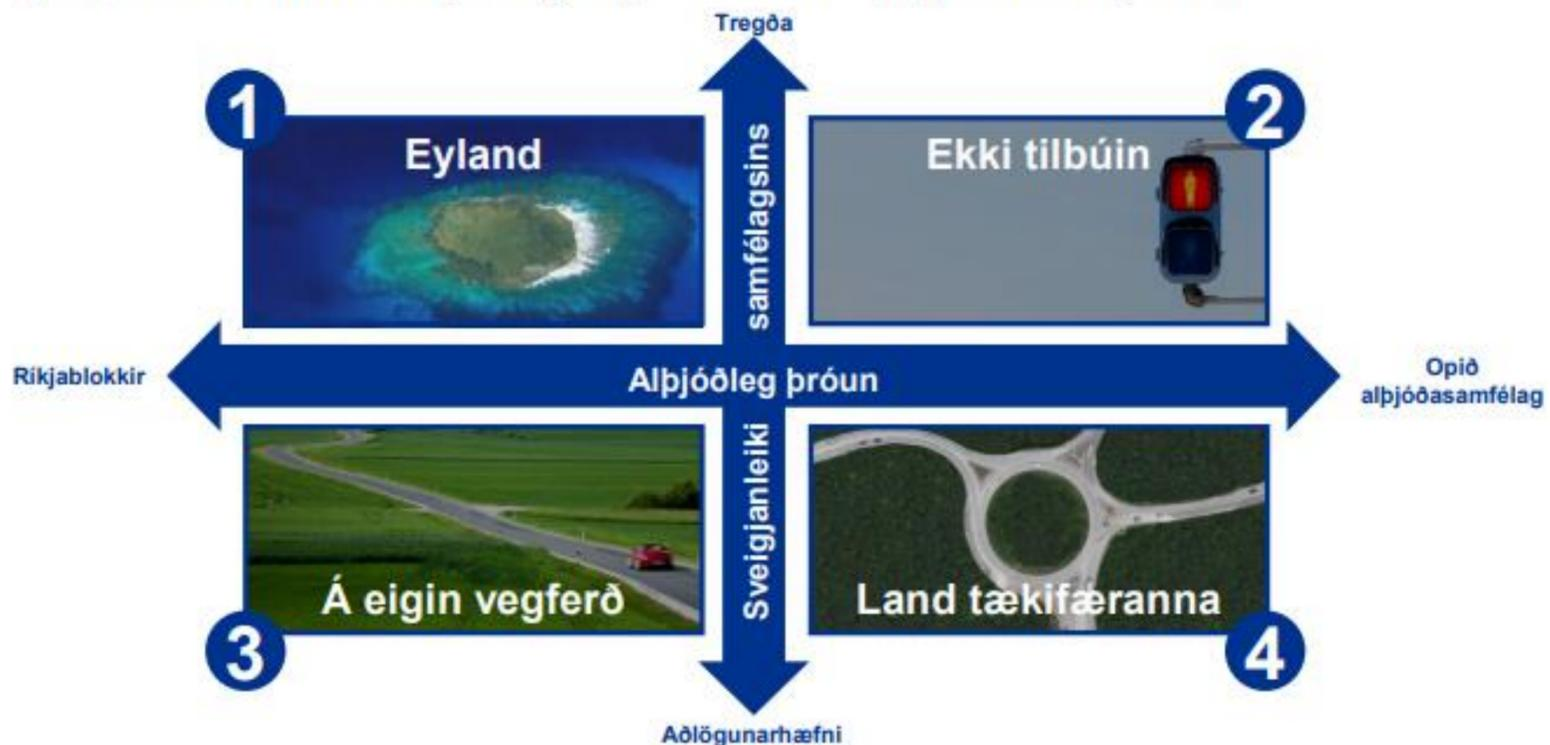 Tregða
1
2
Eyland
Ekki tilbúin
Sveigjanleiki samfélagsins
Ríkjablokkir
Alþjóðleg þróun
Opið
alþjóðasamfélag
Á eigin vegferð
Land tækifæranna
3
4
Aðlögunarhæfni